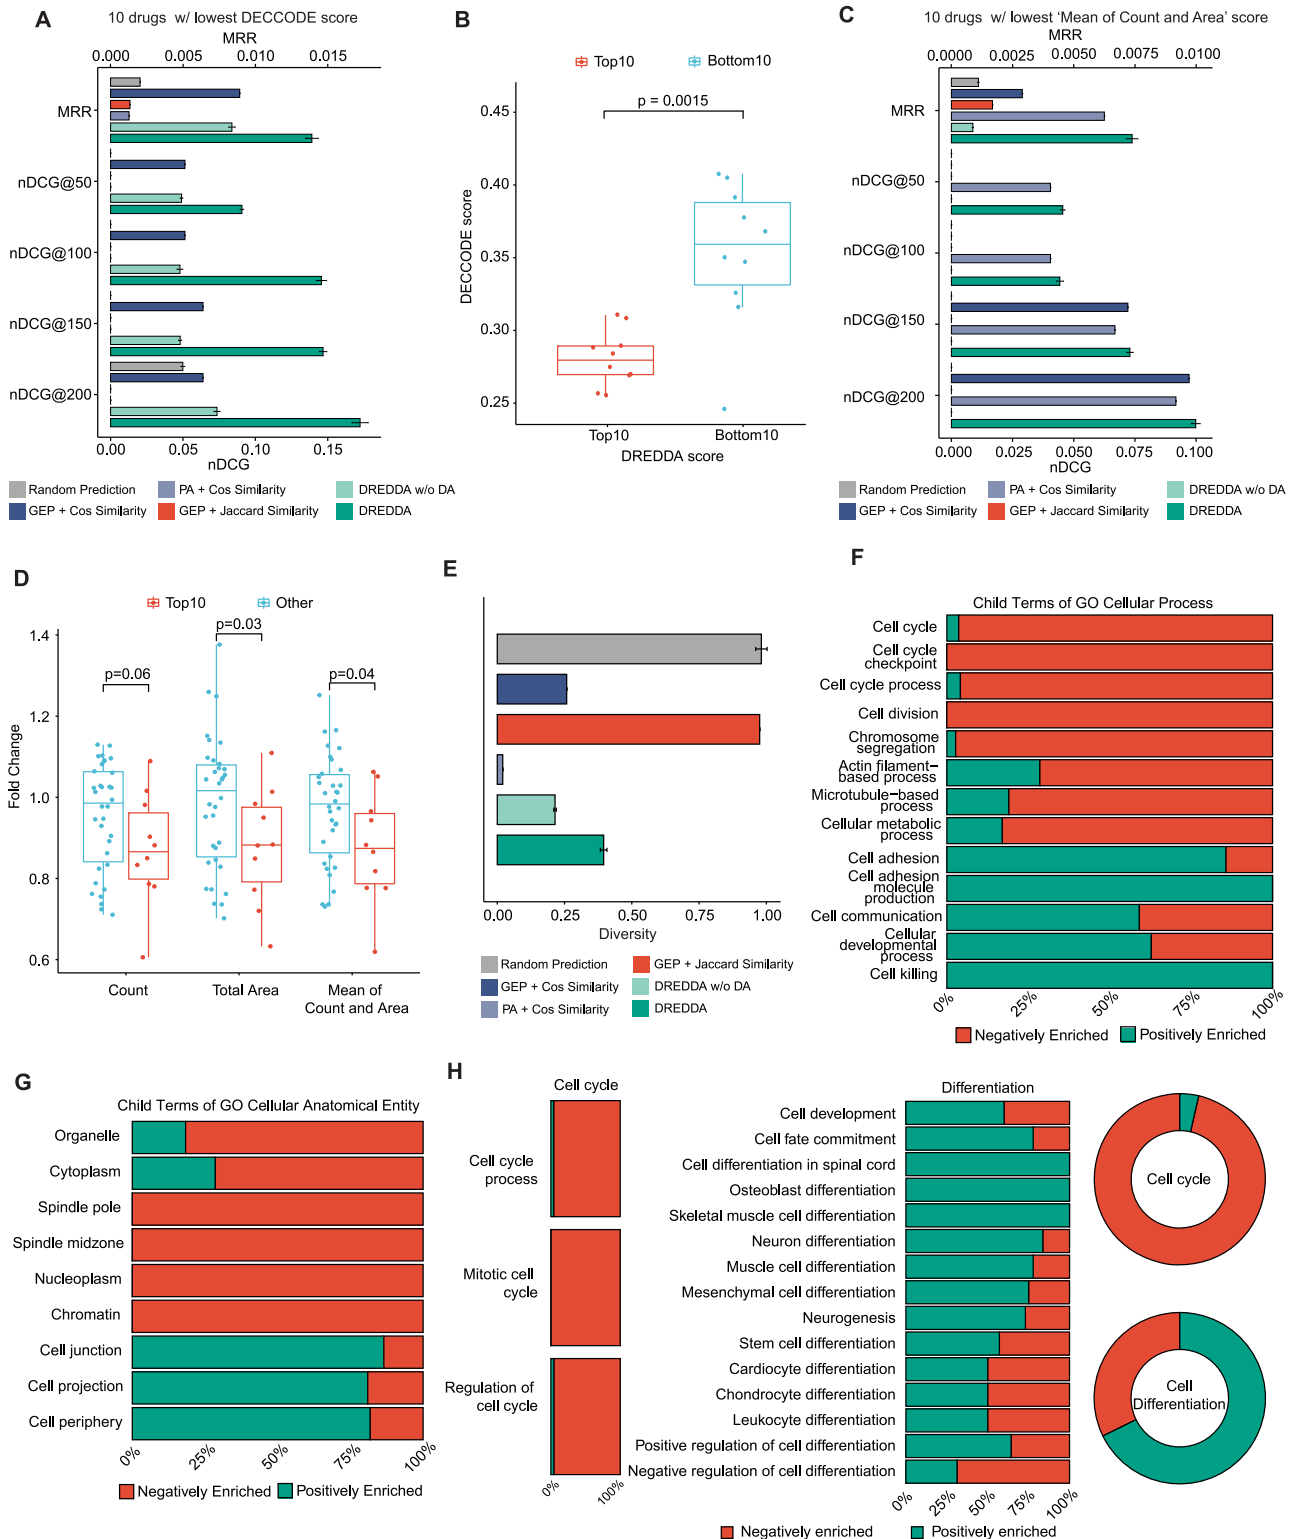 A
10 drugs w/ lowest DECCODE score
MRR
0.000 0.005 0.010 0.015
MRR
nDCG@50
nDCG@100
nDCG@150
nDCG@200
0.00 0.05 0.10 0.15
nDCG
Random Prediction
PA + Cos Similarity
DREDDA w/o DA
GEP + Cos Similarity
GEP + Jaccard Similarity
DREDDA
B
Top10
Bottom10
p = 0.0015
DECCODE score
0.45
0.40
0.35
0.30
0.25
Top10
Bottom10
DREDDA score
C
10 drugs w/ lowest ‘Mean of Count and Area’ score
MRR
0.0000 0.0025 0.0050 0.0075 0.0100
MRR
nDCG@50
nDCG@100
nDCG@150
nDCG@200
0.000 0.025 0.050 0.075 0.100
nDCG
Random Prediction
PA + Cos Similarity
DREDDA w/o DA
GEP + Cos Similarity
GEP + Jaccard Similarity
DREDDA
D
Top10
Other
Fold Change
1.4
1.2
1.0
0.8
0.6
p=0.06
p=0.03
p=0.04
Count
Total Area
Mean of
Count and Area
E
0.00 0.25 0.50 0.75 1.00
Diversity
Random Prediction
GEP + Jaccard Similarity
GEP + Cos Similarity
DREDDA w/o DA
PA + Cos Similarity
DREDDA
F
Child Terms of GO Cellular Process
Cell cycle
Cell cycle
checkpoint
Cell cycle process
Cell division
Chromosome
segregation
Actin filament−
based process
Microtubule−based
process
Cellular metabolic
process
Cell adhesion
Cell adhesion
molecule
production
Cell communication
Cellular
developmental
process
Cell killing
0% 25% 50% 75% 100%
Negatively Enriched
Positively Enriched
G
Child Terms of GO Cellular Anatomical Entity
Organelle
Cytoplasm
Spindle pole
Spindle midzone
Nucleoplasm
Chromatin
Cell junction
Cell projection
Cell periphery
0% 25% 50% 75% 100%
Negatively Enriched
Positively Enriched
H
Cell cycle
Cell cycle
process
Mitotic cell
cycle
Regulation of
cell cycle
0% 100%
Differentiation
Cell development
Cell fate commitment
Cell differentiation in spinal cord
Osteoblast differentiation
Skeletal muscle cell differentiation
Neuron differentiation
Muscle cell differentiation
Mesenchymal cell differentiation
Neurogenesis
Stem cell differentiation
Cardiocyte differentiation
Chondrocyte differentiation
Leukocyte differentiation
Positive regulation of cell differentiation
Negative regulation of cell differentiation
0% 25% 50% 75% 100%
Negatively enriched
Positively enriched
Cell cycle
Cell
Differentiation